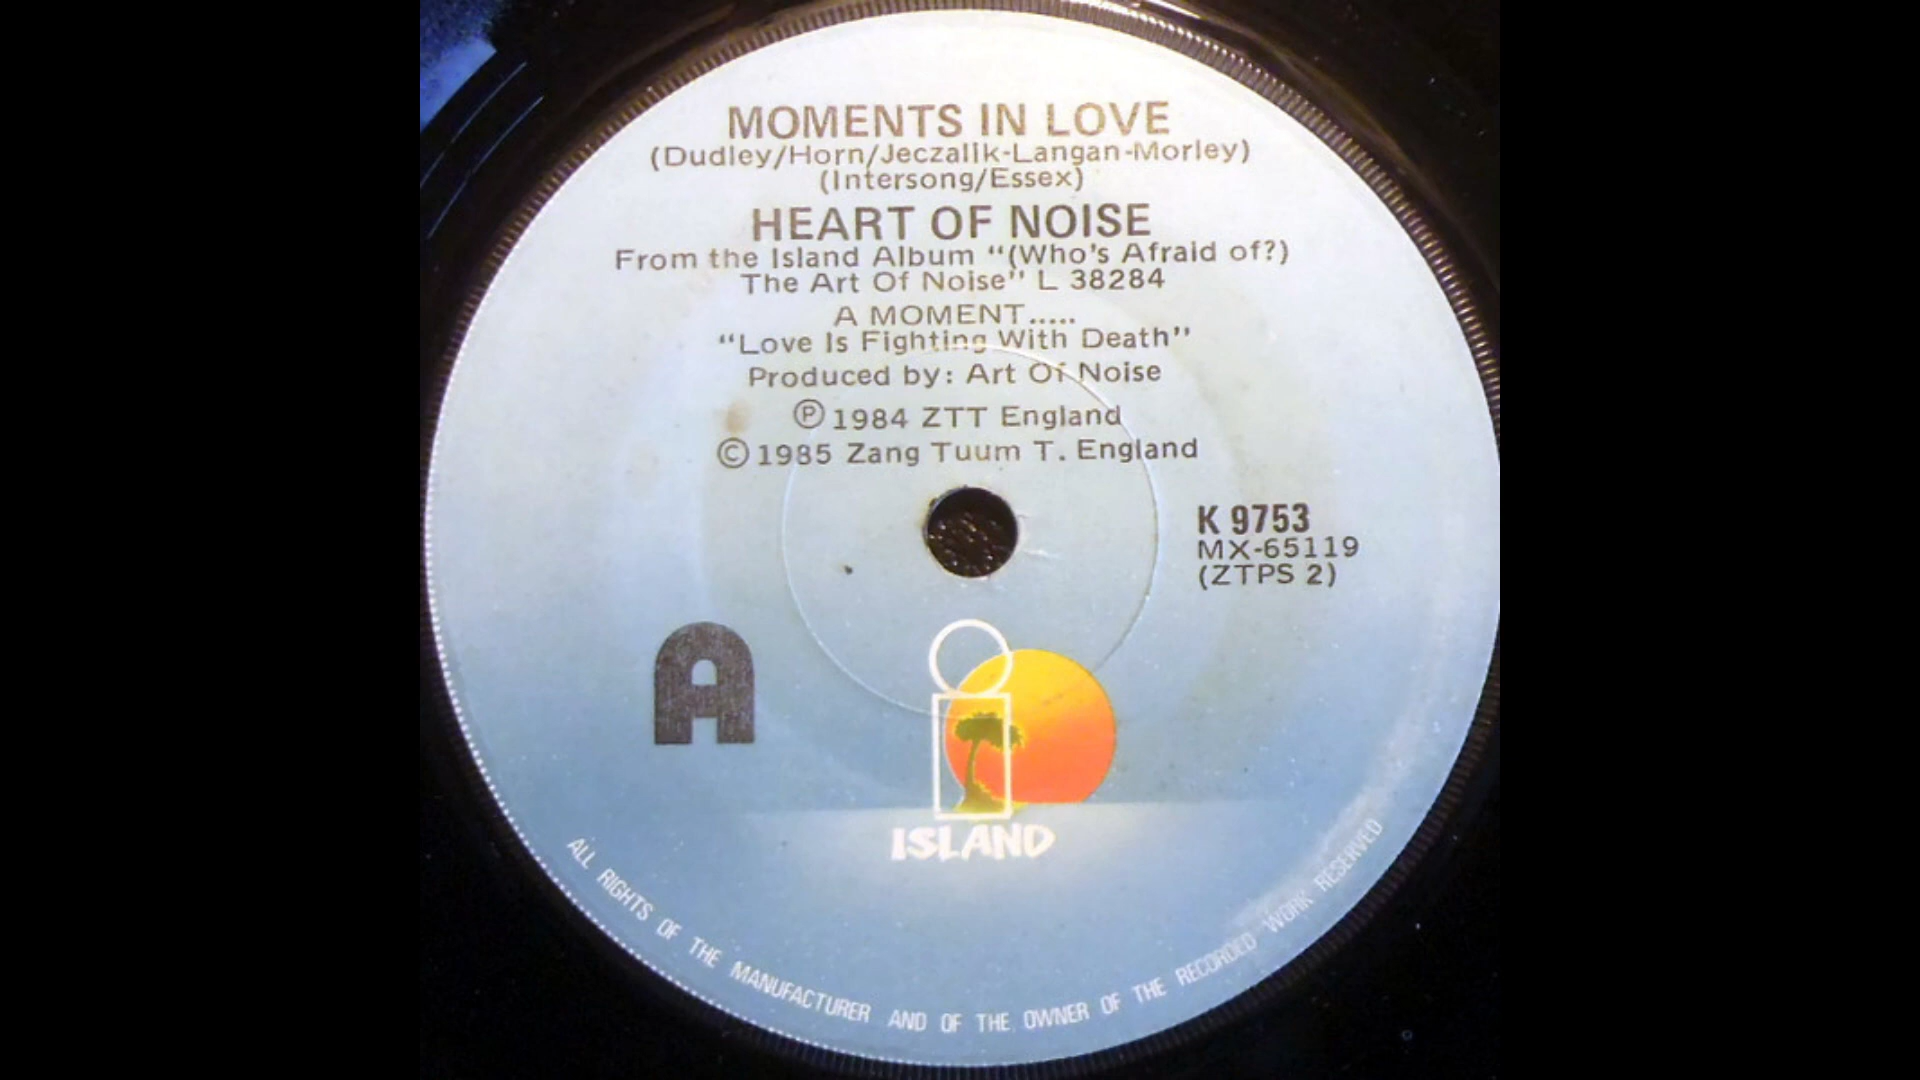 MOMENTS IN LOVE
(Dudley/Horn/Jeczalik-Langan-Morley)
(Intersong/Essex)
HEART OF NOISE
From the Island Album “(Who's Afraid of?)
The Art Of Noise” L 38284
A MOMENT.....
“Love Is Fighting With Death”
Produced by: Art Of Noise
Ⓟ 1984 ZTT England
© 1985 Zang Tuum T. England
K 9753
MX-65119
(ZTPS 2)
A
ISLAND
ALL RIGHTS OF THE MANUFACTURER AND OF THE OWNER OF THE RECORDED WORK RESERVED